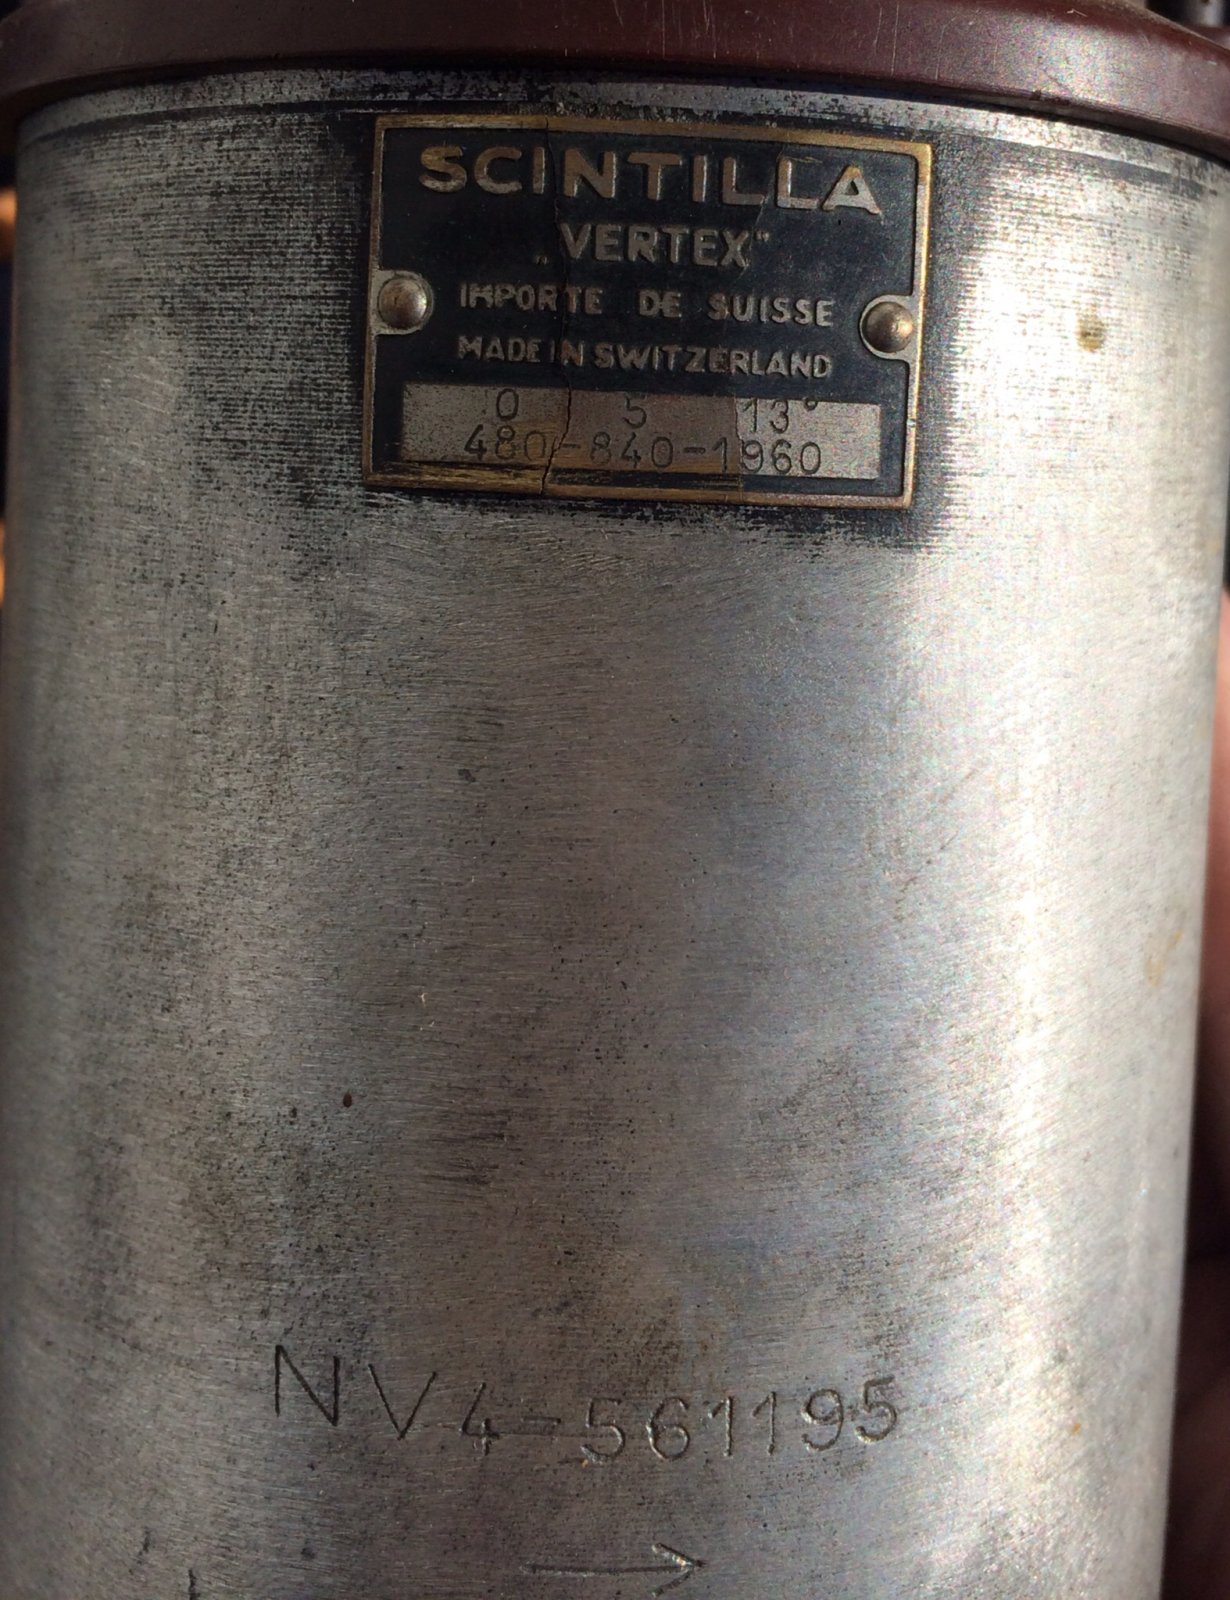 SCINTILLA
„VERTEX"
IMPORTE DE SUISSE
MADE IN SWITZERLAND
0 5 13°
480-840-1960
NV4-561195
→